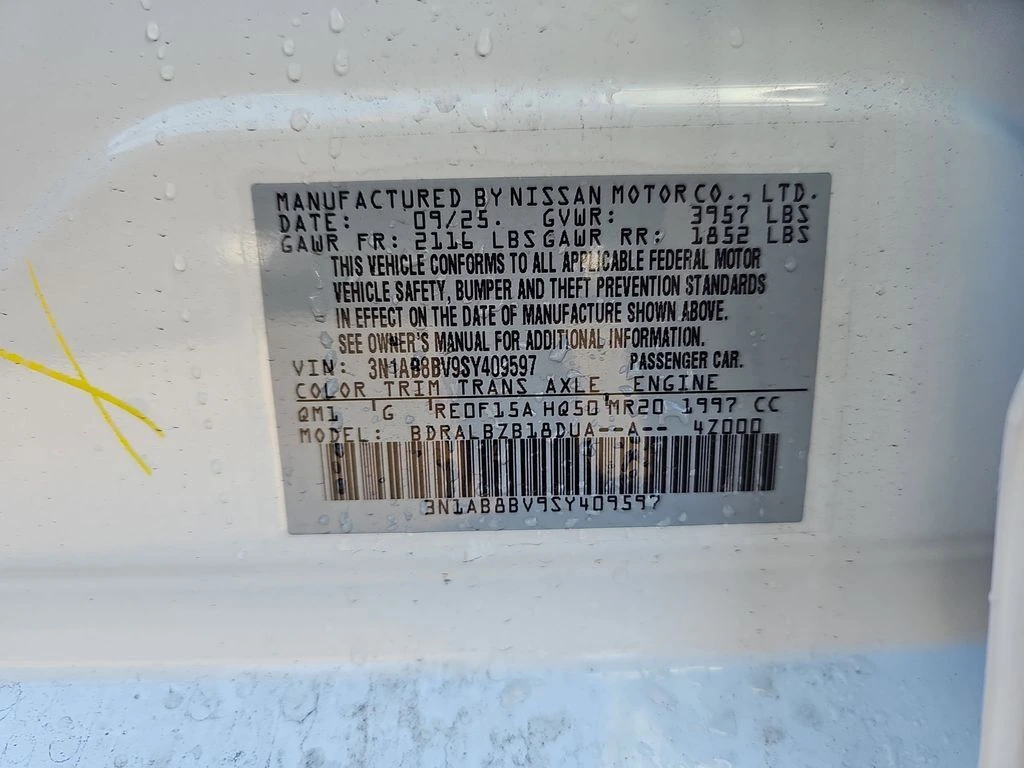 MANUFACTURED BY NISSAN MOTOR CO., LTD.
DATE: 09/25. GVWR: 3957 LBS
GAWR FR: 2116 LBS GAWR RR: 1852 LBS
THIS VEHICLE CONFORMS TO ALL APPLICABLE FEDERAL MOTOR
VEHICLE SAFETY, BUMPER AND THEFT PREVENTION STANDARDS
IN EFFECT ON THE DATE OF MANUFACTURE SHOWN ABOVE.
SEE OWNER'S MANUAL FOR ADDITIONAL INFORMATION.
VIN: 3N1AB8BV9SY409597 PASSENGER CAR.
COLOR TRIM TRANS AXLE ENGINE
QM1 G RE0F15A HQ50 MR20 1997 CC
MODEL: BDRALBZB18DUA--A-- 4Z000
3N1AB8BV9SY409597